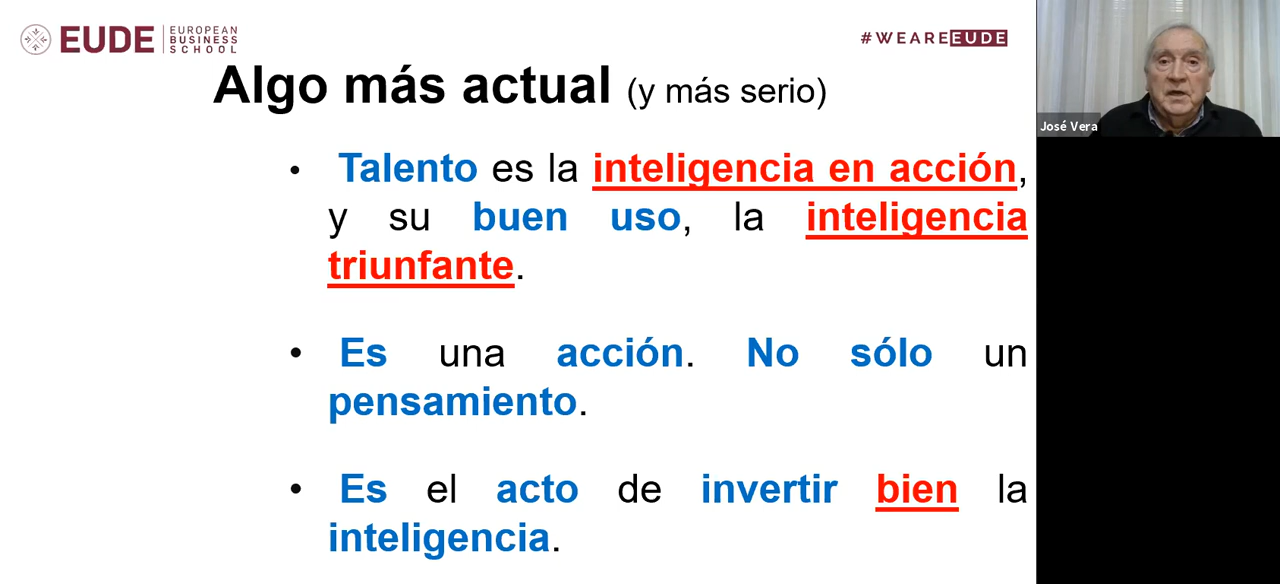 EUDE EUROPEAN
BUSINESS
SCHOOL
#WEAREEUDE
Algo más actual (y más serio)
• Talento es la inteligencia en acción,
y su buen uso, la inteligencia
triunfante.
• Es una acción. No sólo un
pensamiento.
• Es el acto de invertir bien la
inteligencia.
José Vera